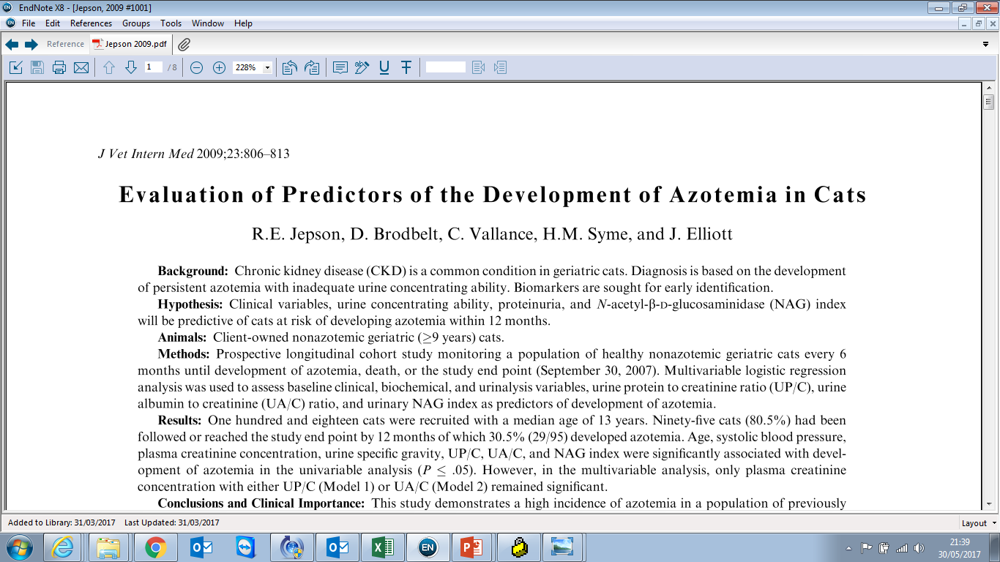 EndNote X8 - [Jepson, 2009 #1001]
File Edit References Groups Tools Window Help
Reference Jepson 2009.pdf
1 / 8 228%
J Vet Intern Med 2009;23:806–813
Evaluation of Predictors of the Development of Azotemia in Cats
R.E. Jepson, D. Brodbelt, C. Vallance, H.M. Syme, and J. Elliott
Background: Chronic kidney disease (CKD) is a common condition in geriatric cats. Diagnosis is based on the development
of persistent azotemia with inadequate urine concentrating ability. Biomarkers are sought for early identification.
Hypothesis: Clinical variables, urine concentrating ability, proteinuria, and N-acetyl-β-D-glucosaminidase (NAG) index
will be predictive of cats at risk of developing azotemia within 12 months.
Animals: Client-owned nonazotemic geriatric (≥9 years) cats.
Methods: Prospective longitudinal cohort study monitoring a population of healthy nonazotemic geriatric cats every 6
months until development of azotemia, death, or the study end point (September 30, 2007). Multivariable logistic regression
analysis was used to assess baseline clinical, biochemical, and urinalysis variables, urine protein to creatinine ratio (UP/C), urine
albumin to creatinine (UA/C) ratio, and urinary NAG index as predictors of development of azotemia.
Results: One hundred and eighteen cats were recruited with a median age of 13 years. Ninety-five cats (80.5%) had been
followed or reached the study end point by 12 months of which 30.5% (29/95) developed azotemia. Age, systolic blood pressure,
plasma creatinine concentration, urine specific gravity, UP/C, UA/C, and NAG index were significantly associated with devel-
opment of azotemia in the univariable analysis (P ≤ .05). However, in the multivariable analysis, only plasma creatinine
concentration with either UP/C (Model 1) or UA/C (Model 2) remained significant.
Conclusions and Clinical Importance: This study demonstrates a high incidence of azotemia in a population of previously
Added to Library: 31/03/2017 Last Updated: 31/03/2017 Layout
21:39
30/05/2017